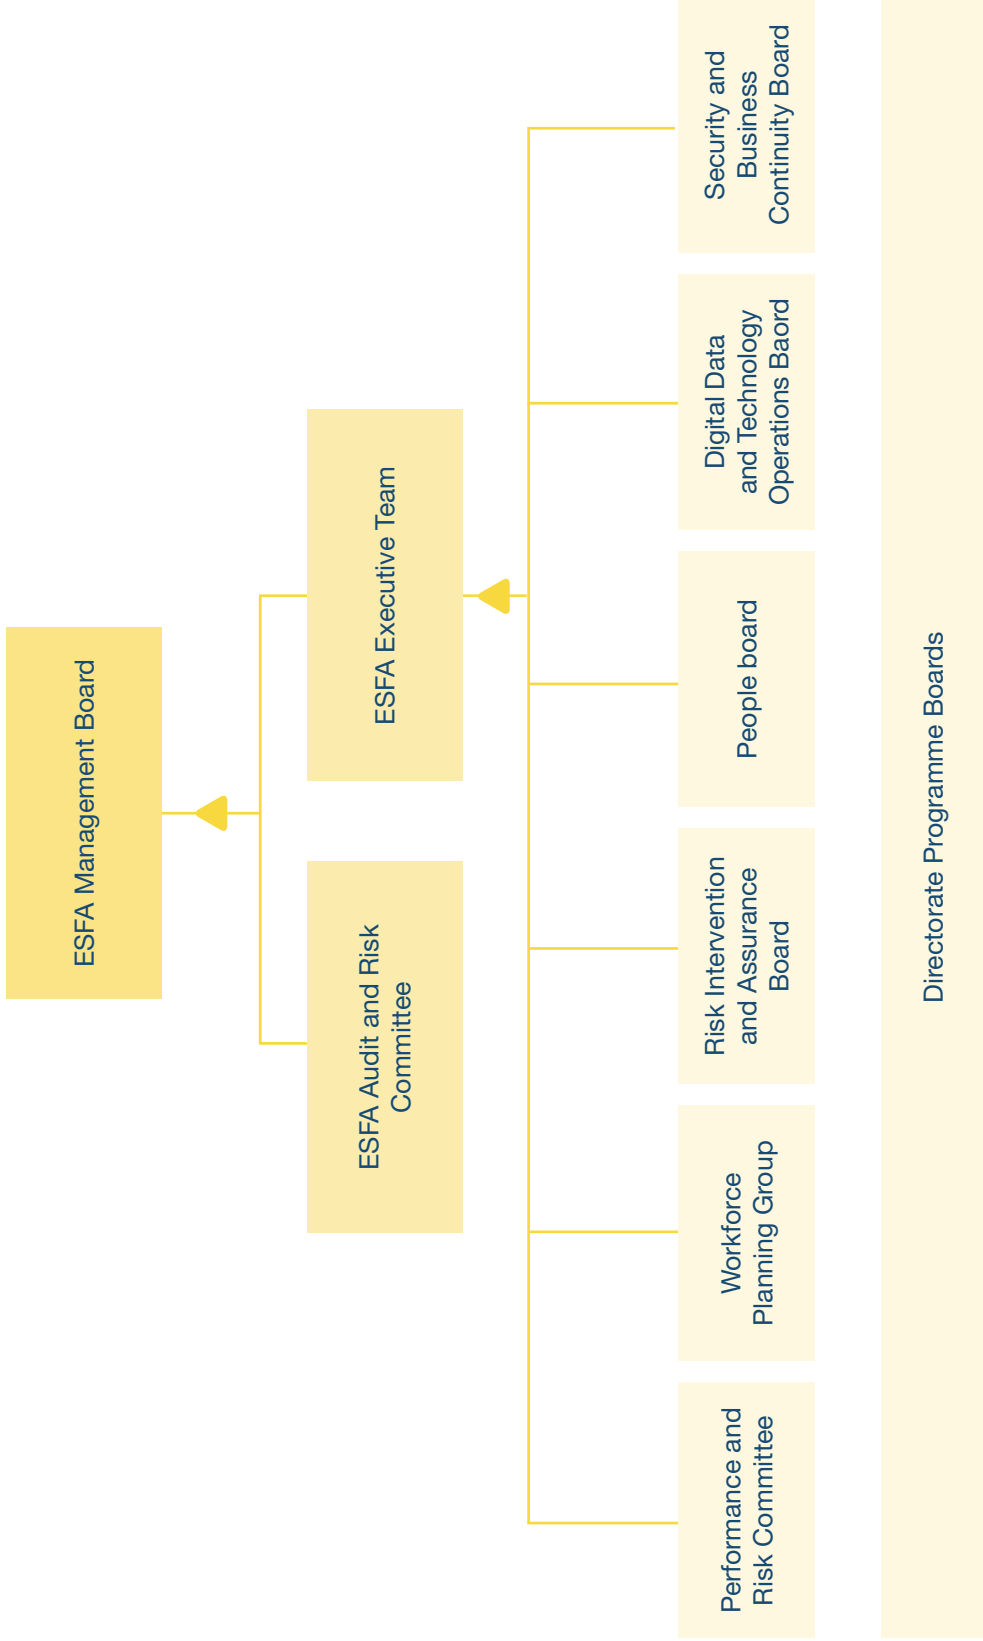 ESFA Management Board
ESFA Audit and Risk
Committee
ESFA Executive Team
Performance and
Risk Committee
Workforce
Planning Group
Risk Intervention
and Assurance
Board
People board
Digital Data
and Technology
Operations Baord
Security and
Business
Continuity Board
Directorate Programme Boards